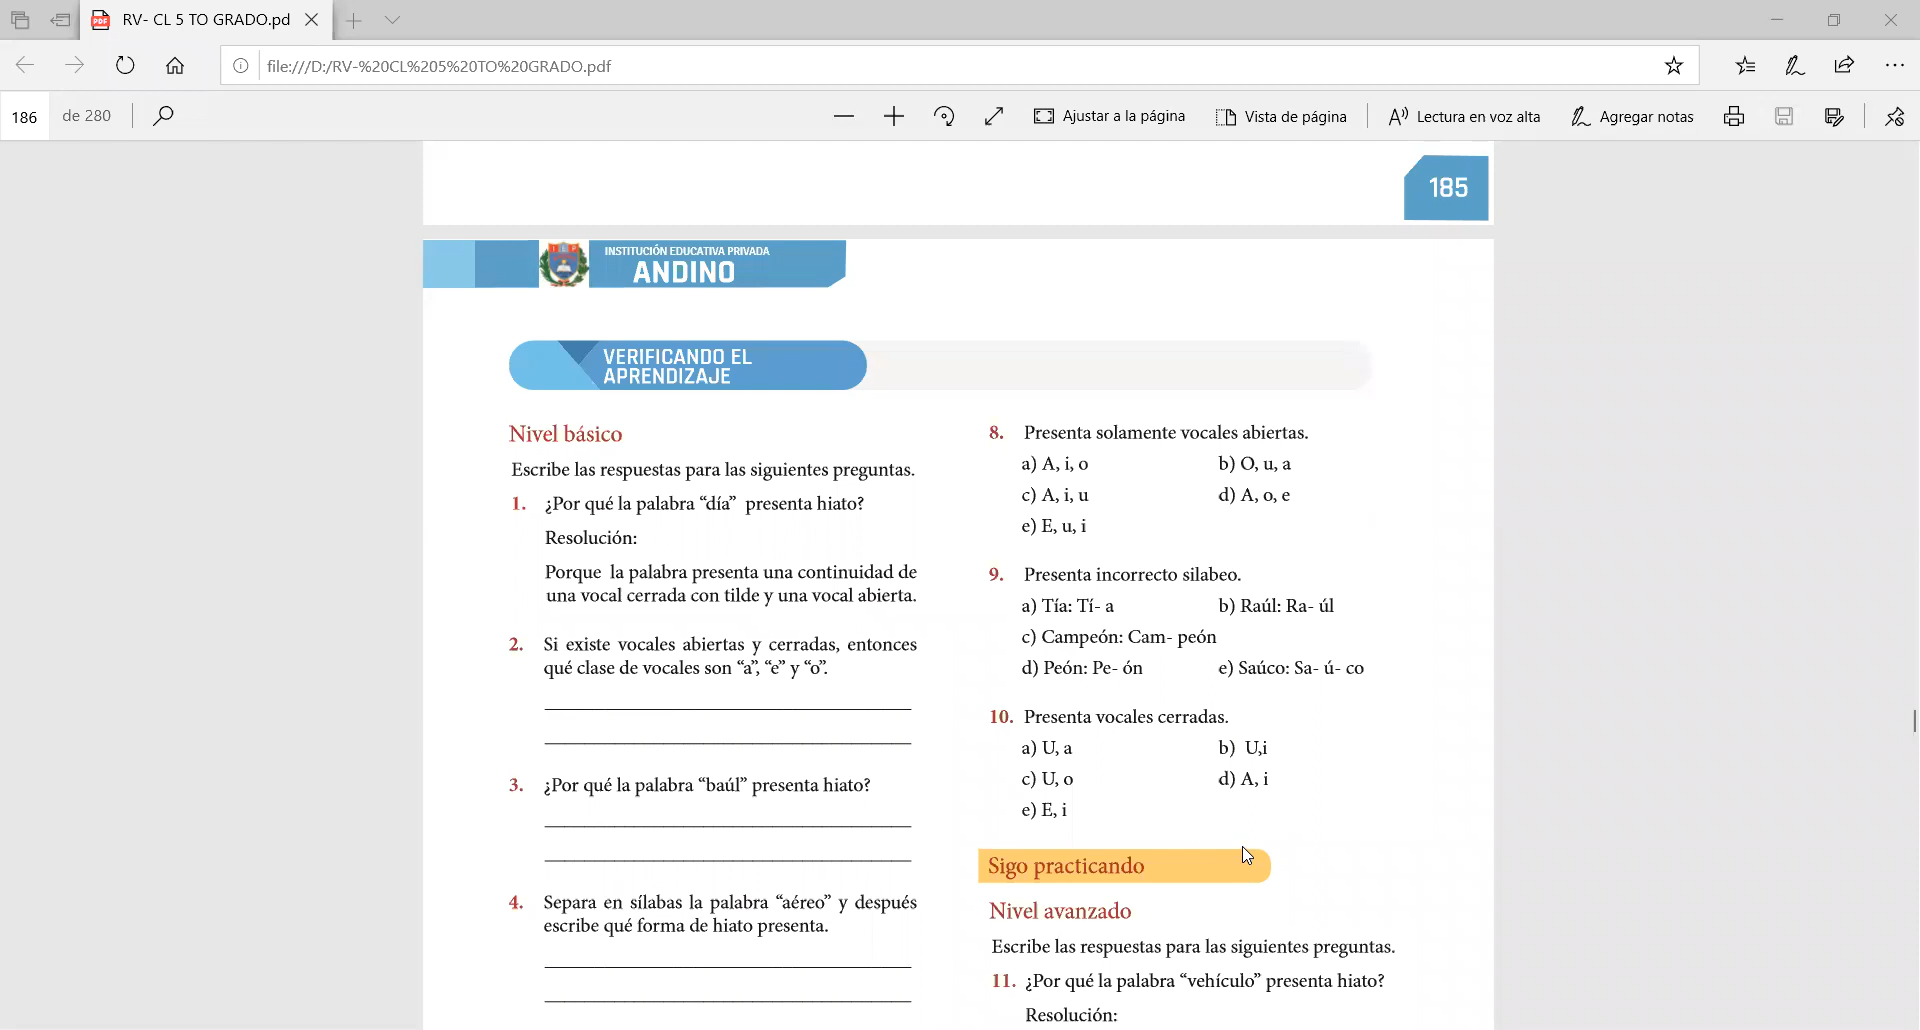 RV- CL 5 TO GRADO.pd
file:///D:/RV-%20CL%205%20TO%20GRADO.pdf
186 de 280
Ajustar a la página
Vista de página
Lectura en voz alta
Agregar notas
185
INSTITUCIÓN EDUCATIVA PRIVADA
ANDINO
VERIFICANDO EL
APRENDIZAJE
Nivel básico
Escribe las respuestas para las siguientes preguntas.
1. ¿Por qué la palabra “día” presenta hiato?
Resolución:
Porque la palabra presenta una continuidad de
una vocal cerrada con tilde y una vocal abierta.
2. Si existe vocales abiertas y cerradas, entonces
qué clase de vocales son “a”, “e” y “o”.
3. ¿Por qué la palabra “baúl” presenta hiato?
4. Separa en sílabas la palabra “aéreo” y después
escribe qué forma de hiato presenta.
8. Presenta solamente vocales abiertas.
a) A, i, o b) O, u, a
c) A, i, u d) A, o, e
e) E, u, i
9. Presenta incorrecto silabeo.
a) Tía: Tí- a b) Raúl: Ra- úl
c) Campeón: Cam- peón
d) Peón: Pe- ón e) Saúco: Sa- ú- co
10. Presenta vocales cerradas.
a) U, a b) U,i
c) U, o d) A, i
e) E, i
Sigo practicando
Nivel avanzado
Escribe las respuestas para las siguientes preguntas.
11. ¿Por qué la palabra “vehículo” presenta hiato?
Resolución: